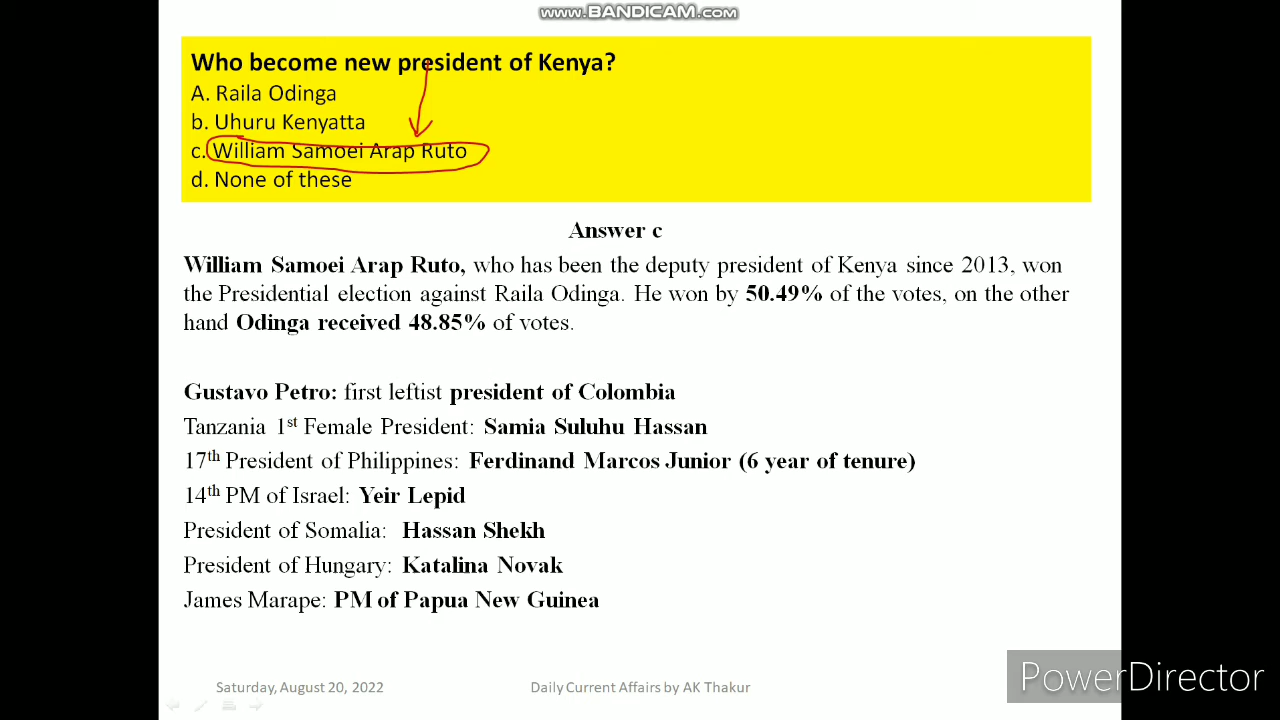 www.BANDICAM.com
Who become new president of Kenya?
A. Raila Odinga
b. Uhuru Kenyatta
c. William Samoei Arap Ruto
d. None of these
Answer c
William Samoei Arap Ruto, who has been the deputy president of Kenya since 2013, won
the Presidential election against Raila Odinga. He won by 50.49% of the votes, on the other
hand Odinga received 48.85% of votes.
Gustavo Petro: first leftist president of Colombia
Tanzania 1st Female President: Samia Suluhu Hassan
17th President of Philippines: Ferdinand Marcos Junior (6 year of tenure)
14th PM of Israel: Yeir Lepid
President of Somalia: Hassan Shekh
President of Hungary: Katalina Novak
James Marape: PM of Papua New Guinea
Saturday, August 20, 2022
Daily Current Affairs by AK Thakur
PowerDirector